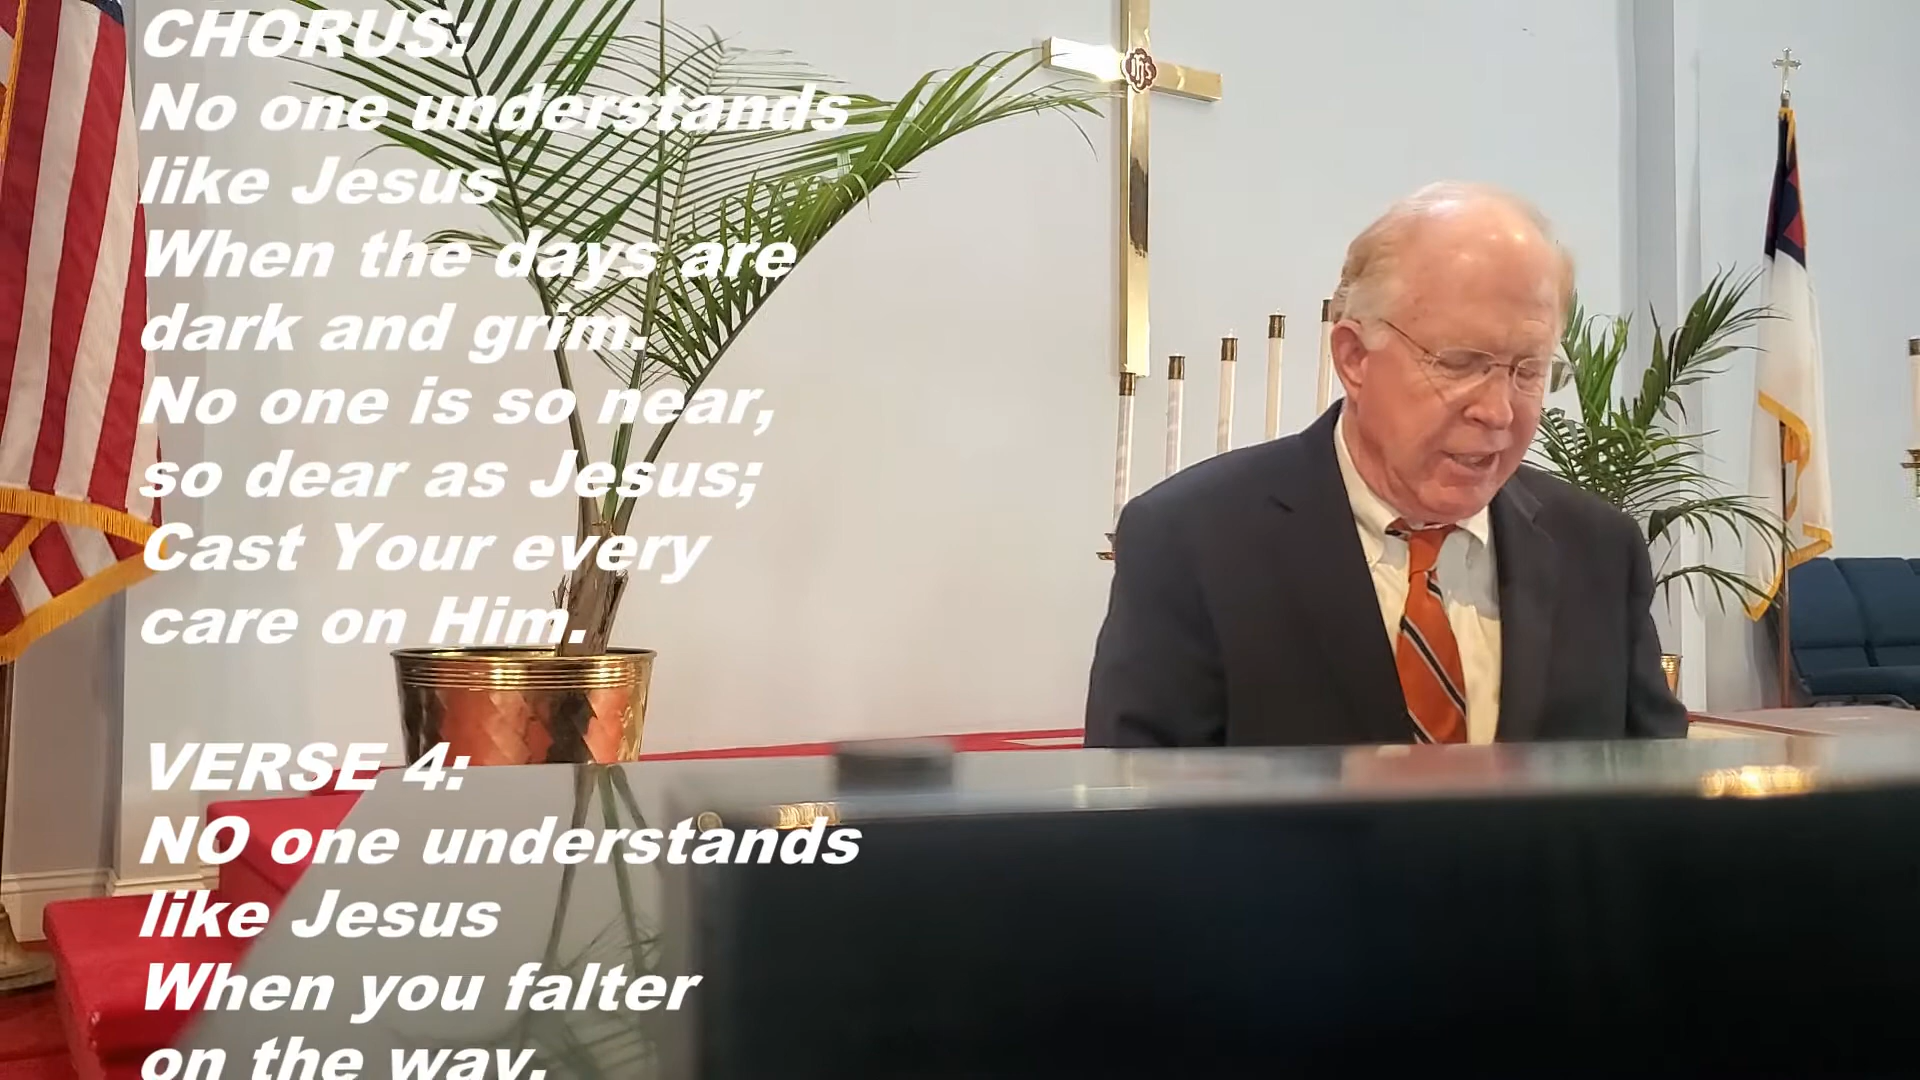 CHORUS:
No one understands
like Jesus
When the days are
dark and grim.
No one is so near,
so dear as Jesus;
Cast Your every
care on Him.
VERSE 4:
NO one understands
like Jesus
When you falter
on the way.
IHS